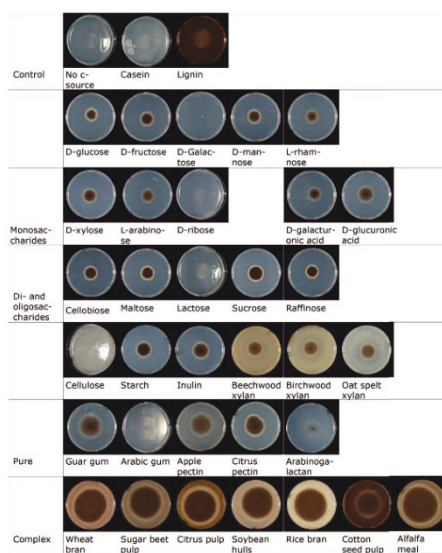 Control
No c-
source
Casein
Lignin
D-glucose
D-fructose
D-Galac-
tose
D-man-
nose
L-rham-
nose
Monosac-
charides
D-xylose
L-arabino-
se
D-ribose
D-galactur-
onic acid
D-glucuronic
acid
Di- and
oligosac-
charides
Cellobiose
Maltose
Lactose
Sucrose
Raffinose
Cellulose
Starch
Inulin
Beechwood
xylan
Birchwood
xylan
Oat spelt
xylan
Pure
Guar gum
Arabic gum
Apple
pectin
Citrus
pectin
Arabinoga-
lactan
Complex
Wheat
bran
Sugar beet
pulp
Citrus pulp
Soybean
hulls
Rice bran
Cotton
seed pulp
Alfalfa
meal